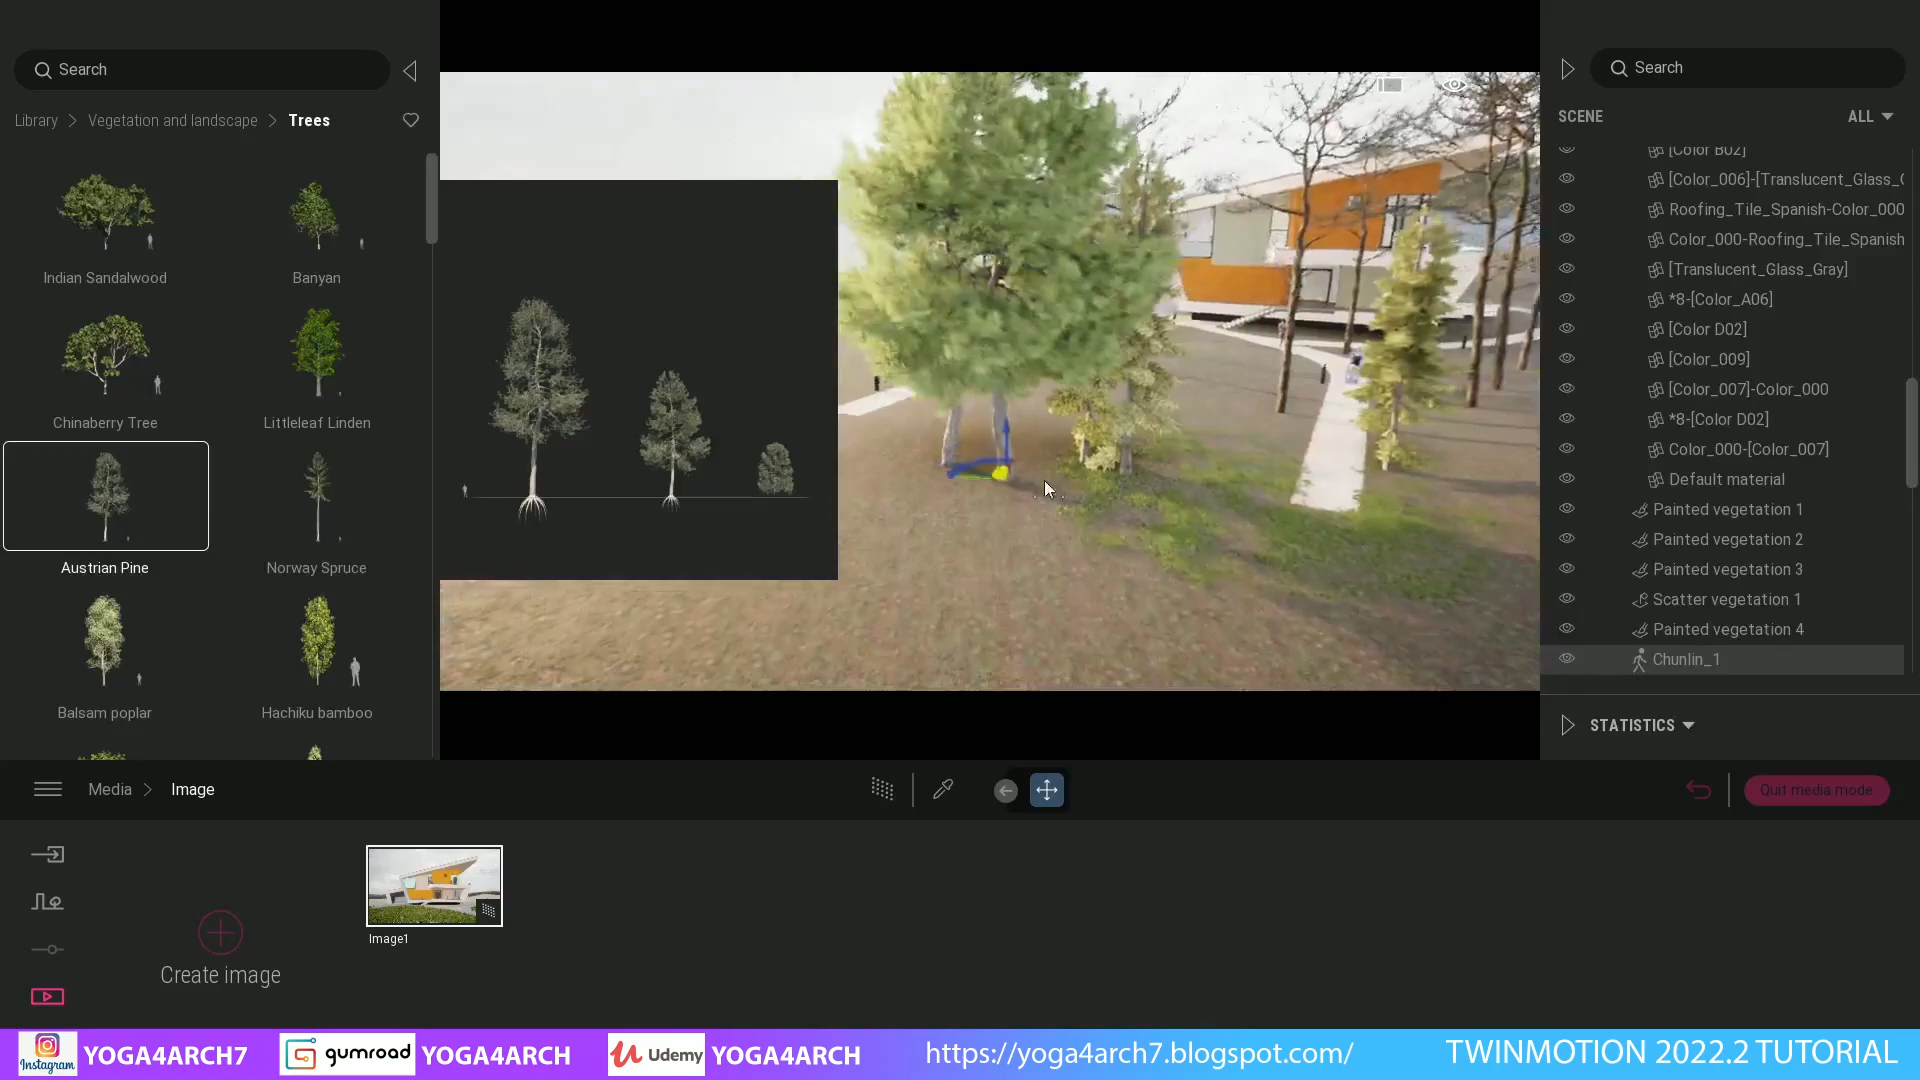 Search
Library > Vegetation and landscape > Trees
Indian Sandalwood
Banyan
Chinaberry Tree
Littleleaf Linden
Austrian Pine
Norway Spruce
Balsam poplar
Hachiku bamboo
Search
SCENE
ALL
[Color B02]
[Color_006]-[Translucent_Glass_
Roofing_Tile_Spanish-Color_000
Color_000-Roofing_Tile_Spanish
[Translucent_Glass_Gray]
*8-[Color_A06]
[Color D02]
[Color_009]
[Color_007]-Color_000
*8-[Color D02]
Color_000-[Color_007]
Default material
Painted vegetation 1
Painted vegetation 2
Painted vegetation 3
Scatter vegetation 1
Painted vegetation 4
Chunlin_1
STATISTICS
Media > Image
Quit media mode
Create image
Image1
Instagram YOGA4ARCH7 gumroad YOGA4ARCH Udemy YOGA4ARCH https://yoga4arch7.blogspot.com/ TWINMOTION 2022.2 TUTORIAL